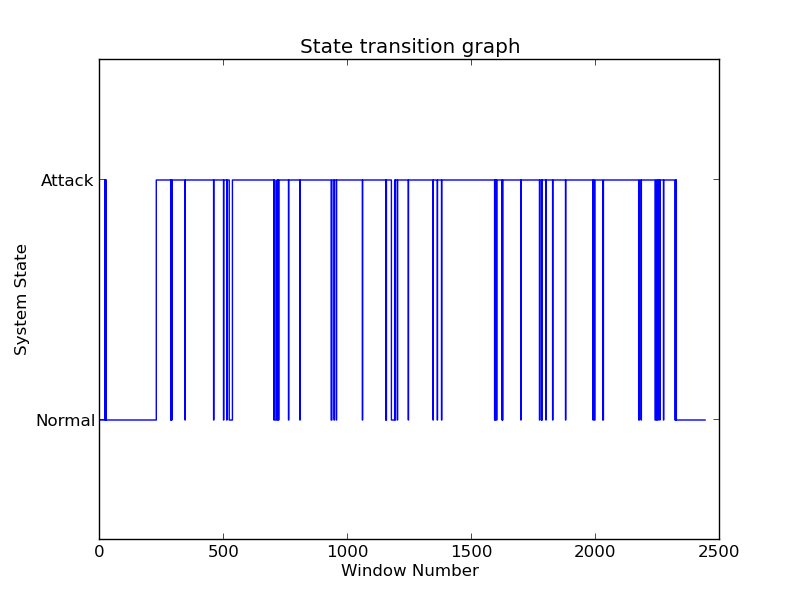 State transition graph
Attack
System State
Normal
0 500 1000 1500 2000 2500
Window Number